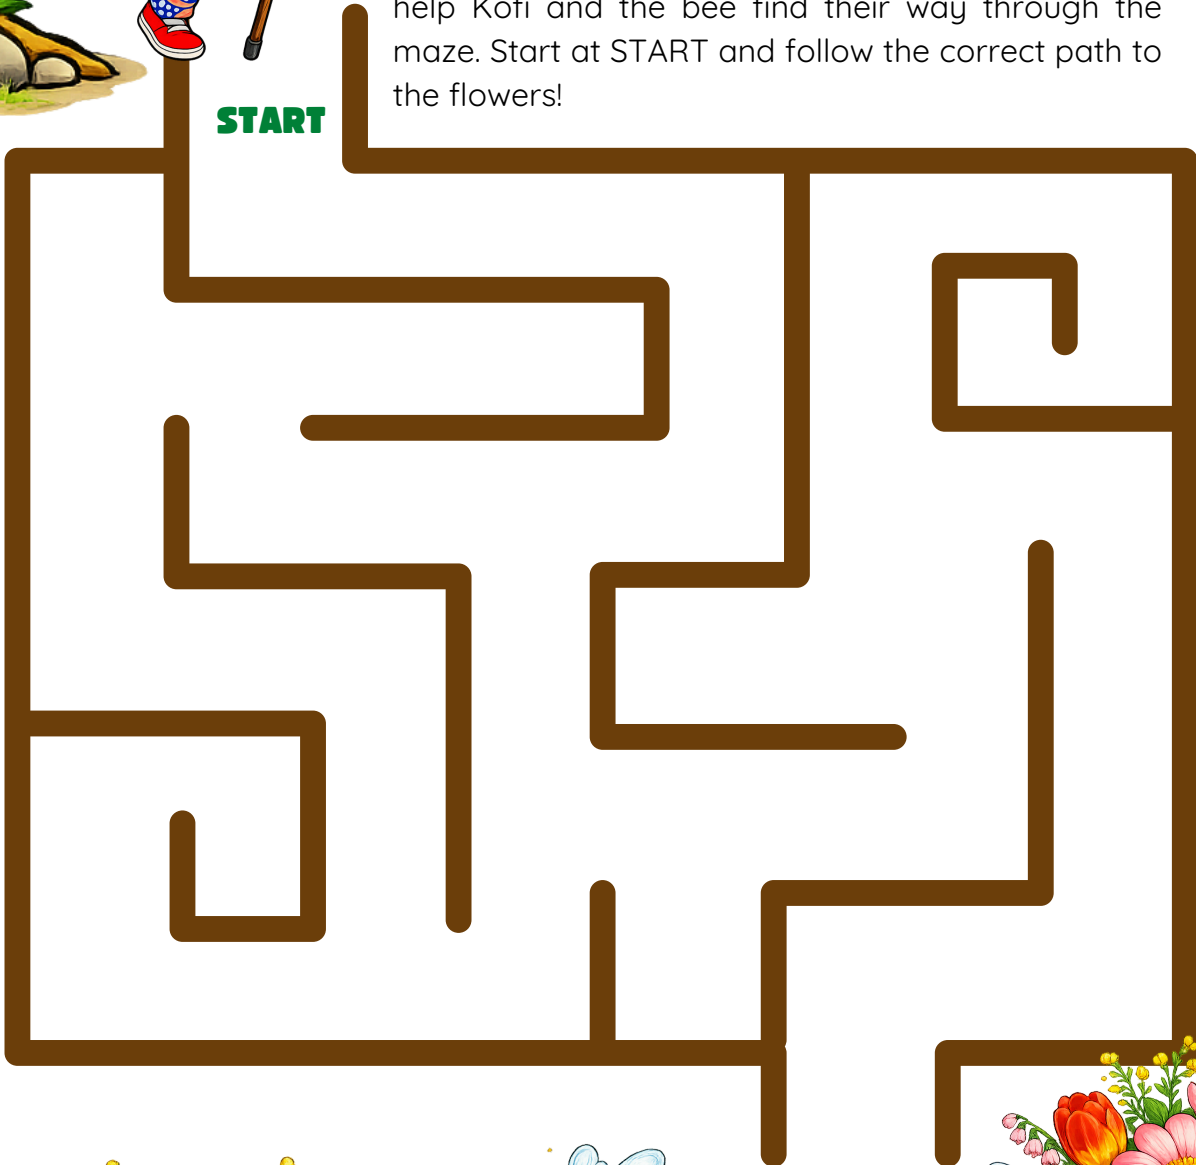 help Kofi and the bee find their way through the
maze. Start at START and follow the correct path to
the flowers!
START